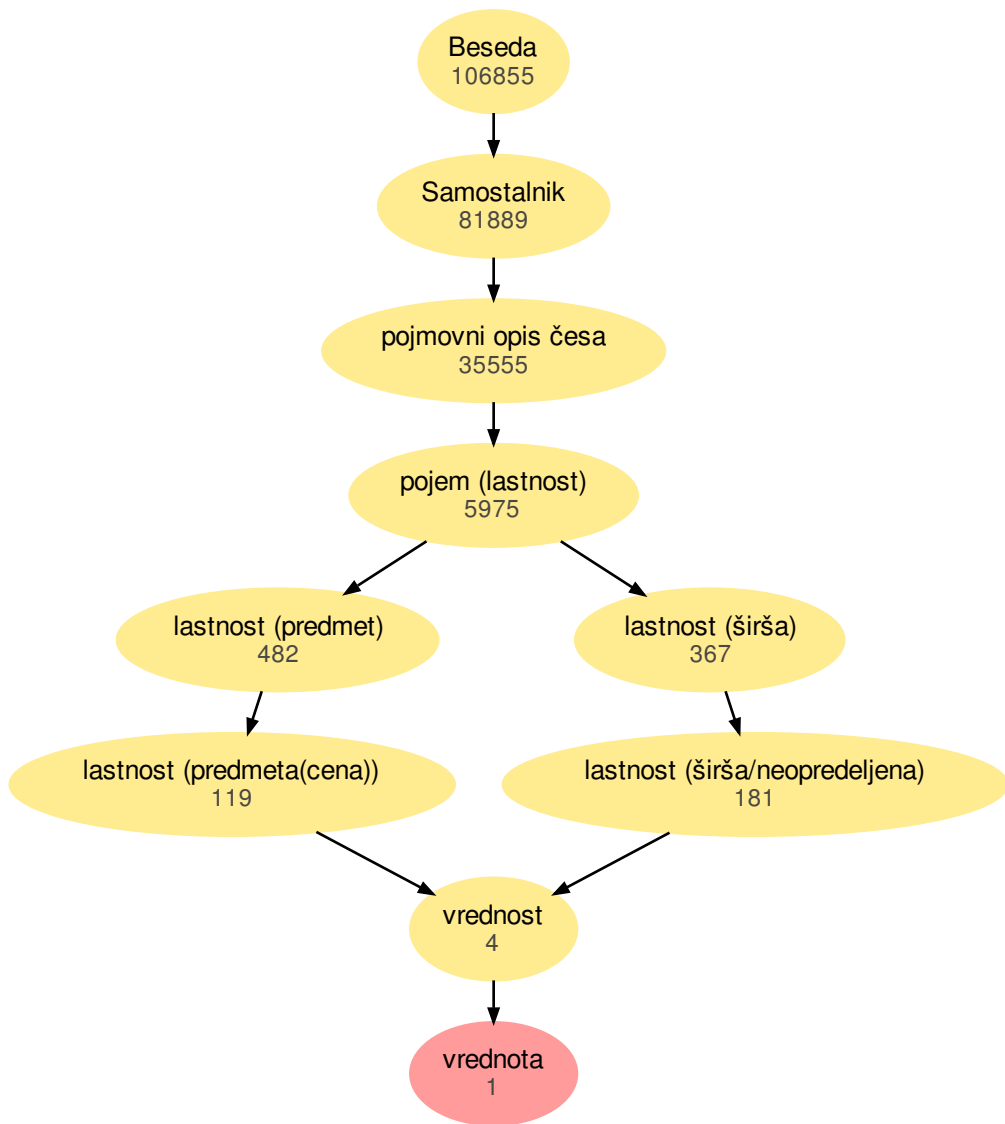 Beseda
106855
Samostalnik
81889
pojmovni opis česa
35555
pojem (lastnost)
5975
lastnost (predmet)
482
lastnost (širša)
367
lastnost (predmeta(cena))
119
lastnost (širša/neopredeljena)
181
vrednost
4
vrednota
1